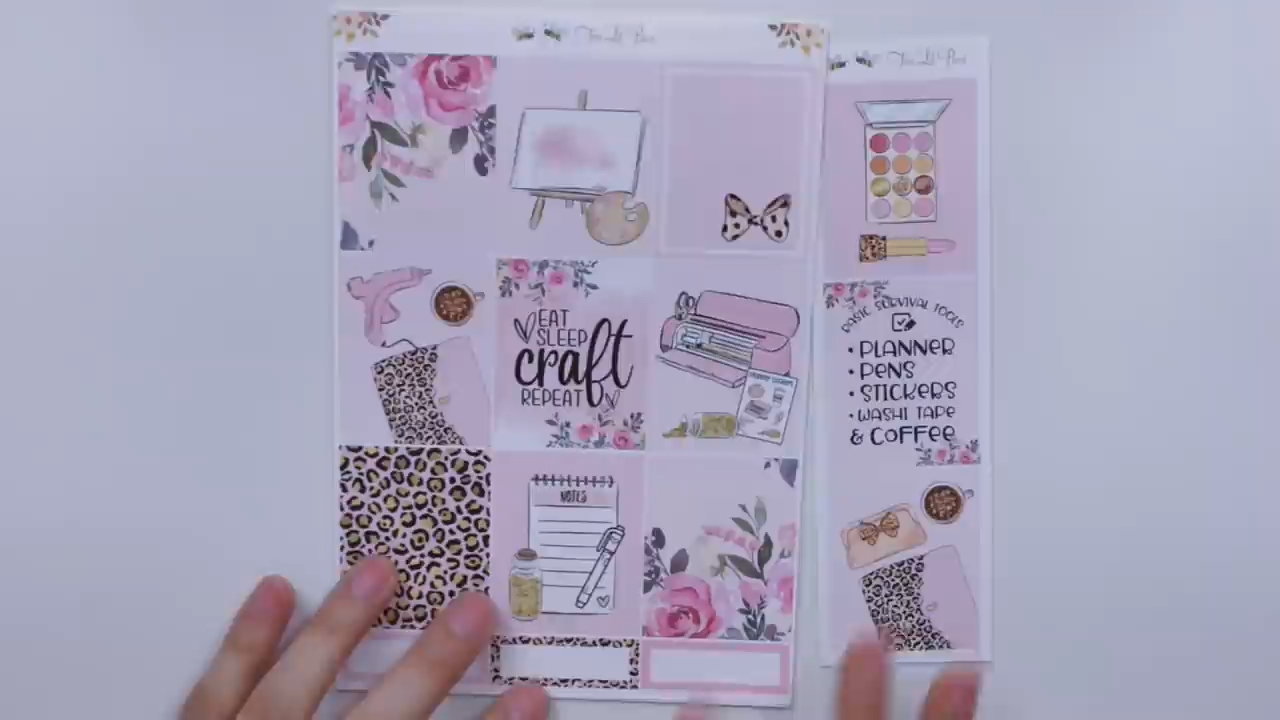 EAT
SLEEP
craft
REPEAT
NOTES
BASIC SURVIVAL TOOLS
• PLANNER
• PENS
• STICKERS
• WASHI TAPE
& COFFEE